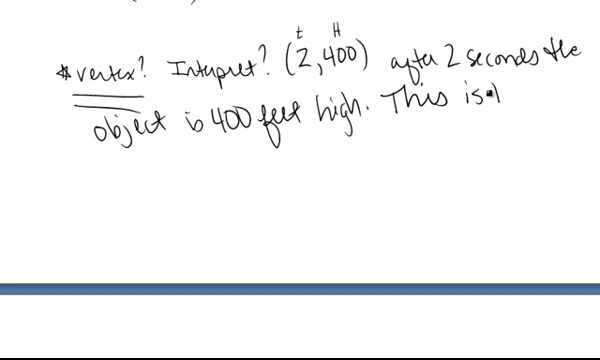 t H
* vertex? Interpret? (2, 400) after 2 seconds the
object is 400 feet high. This is